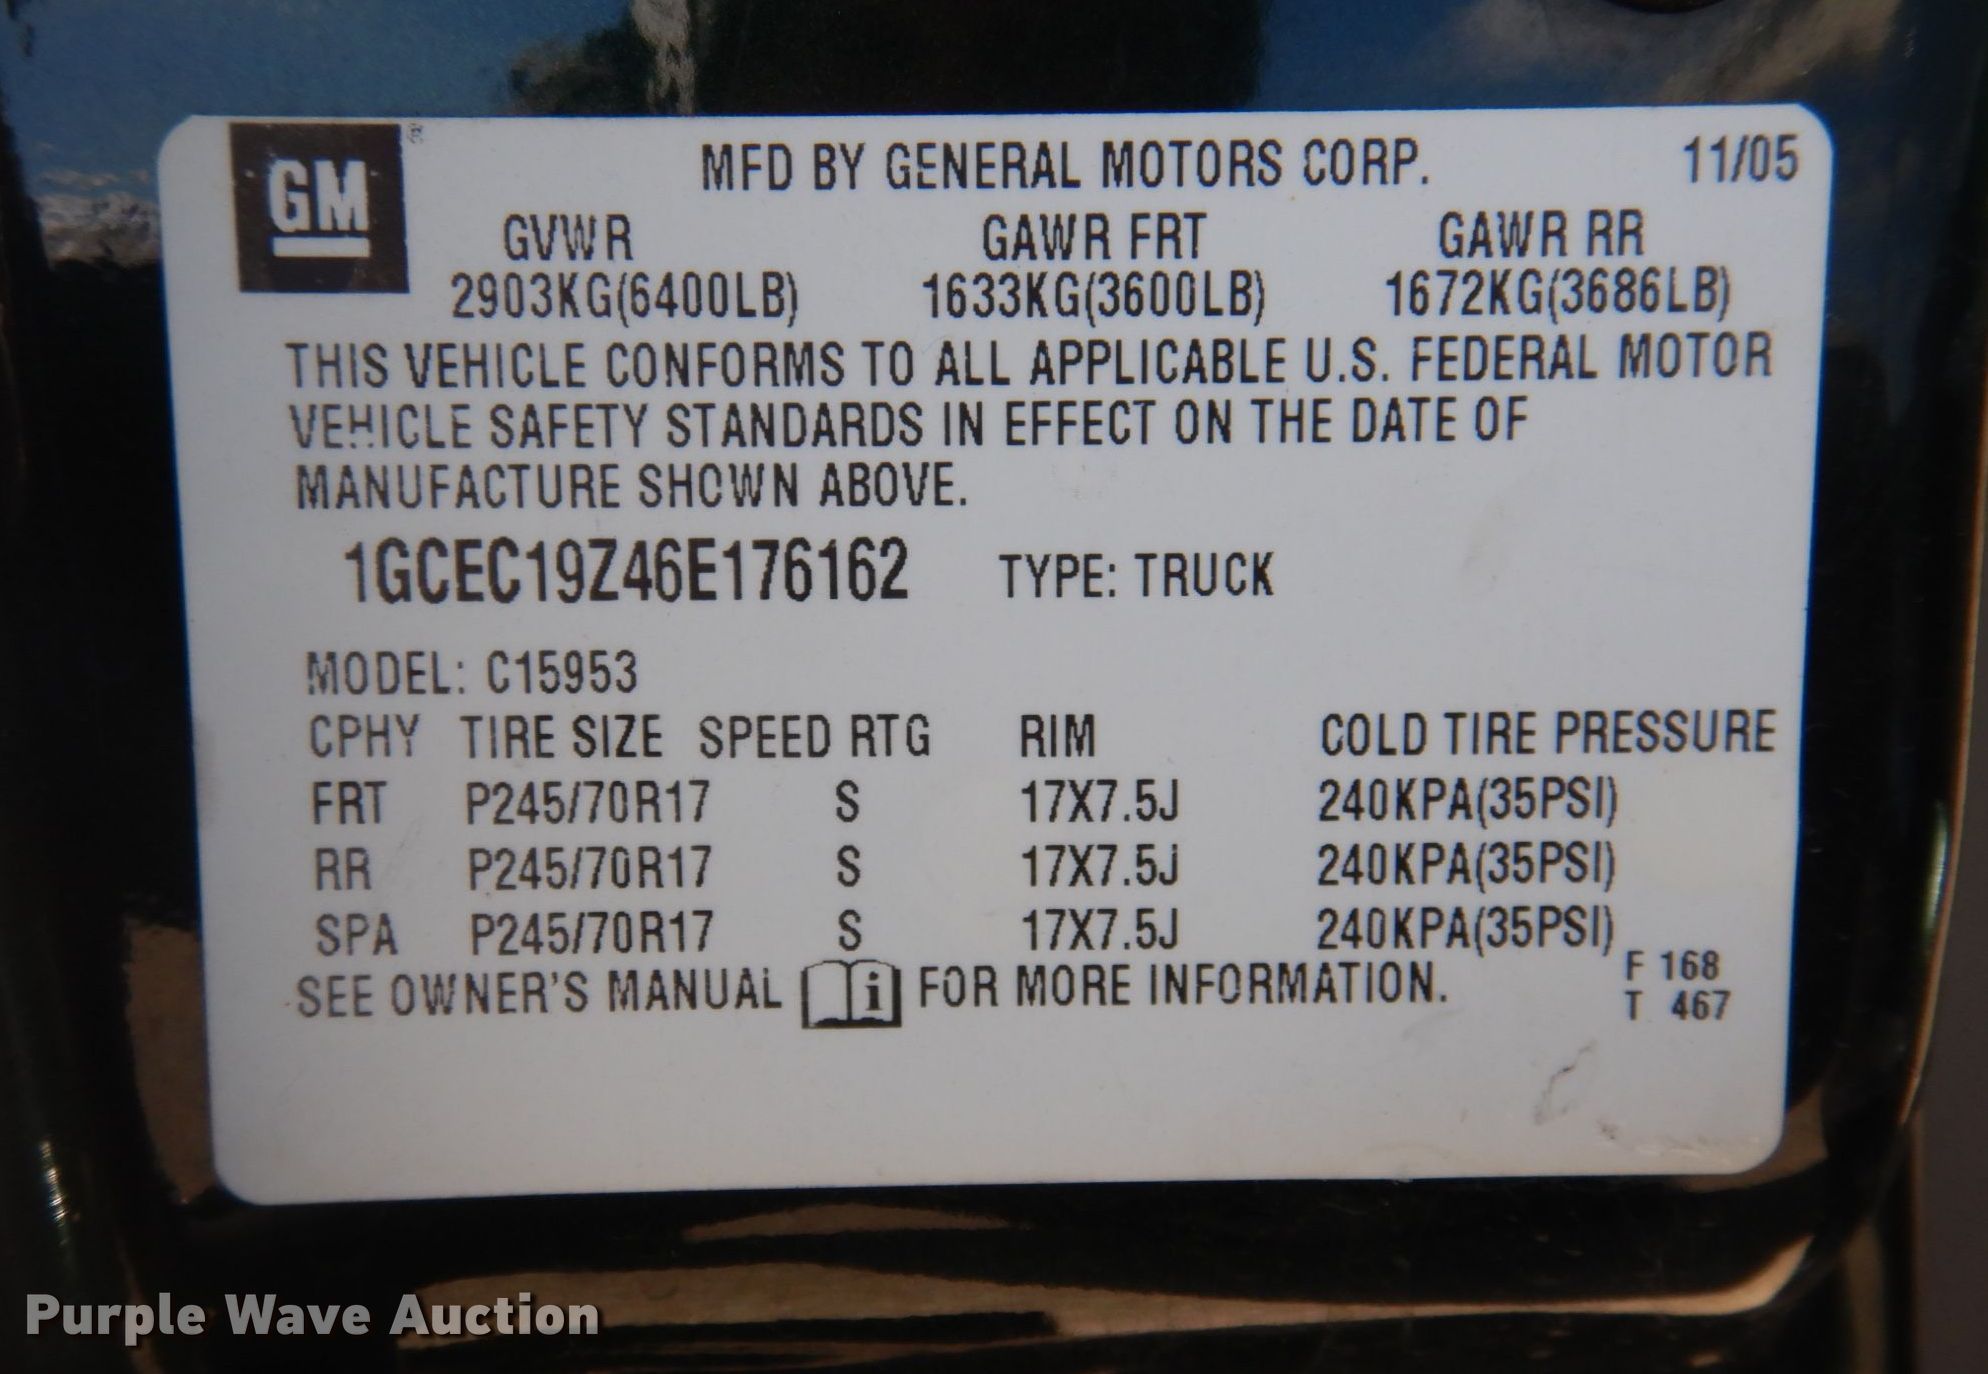 GM ®
MFD BY GENERAL MOTORS CORP. 11/05
GVWR GAWR FRT GAWR RR
2903KG(6400LB) 1633KG(3600LB) 1672KG(3686LB)
THIS VEHICLE CONFORMS TO ALL APPLICABLE U.S. FEDERAL MOTOR
VEHICLE SAFETY STANDARDS IN EFFECT ON THE DATE OF
MANUFACTURE SHOWN ABOVE.
1GCEC19Z46E176162 TYPE: TRUCK
MODEL: C15953
CPHY TIRE SIZE SPEED RTG RIM COLD TIRE PRESSURE
FRT P245/70R17 S 17X7.5J 240KPA(35PSI)
RR P245/70R17 S 17X7.5J 240KPA(35PSI)
SPA P245/70R17 S 17X7.5J 240KPA(35PSI)
SEE OWNER'S MANUAL i FOR MORE INFORMATION.
F 168
T 467
Purple Wave Auction